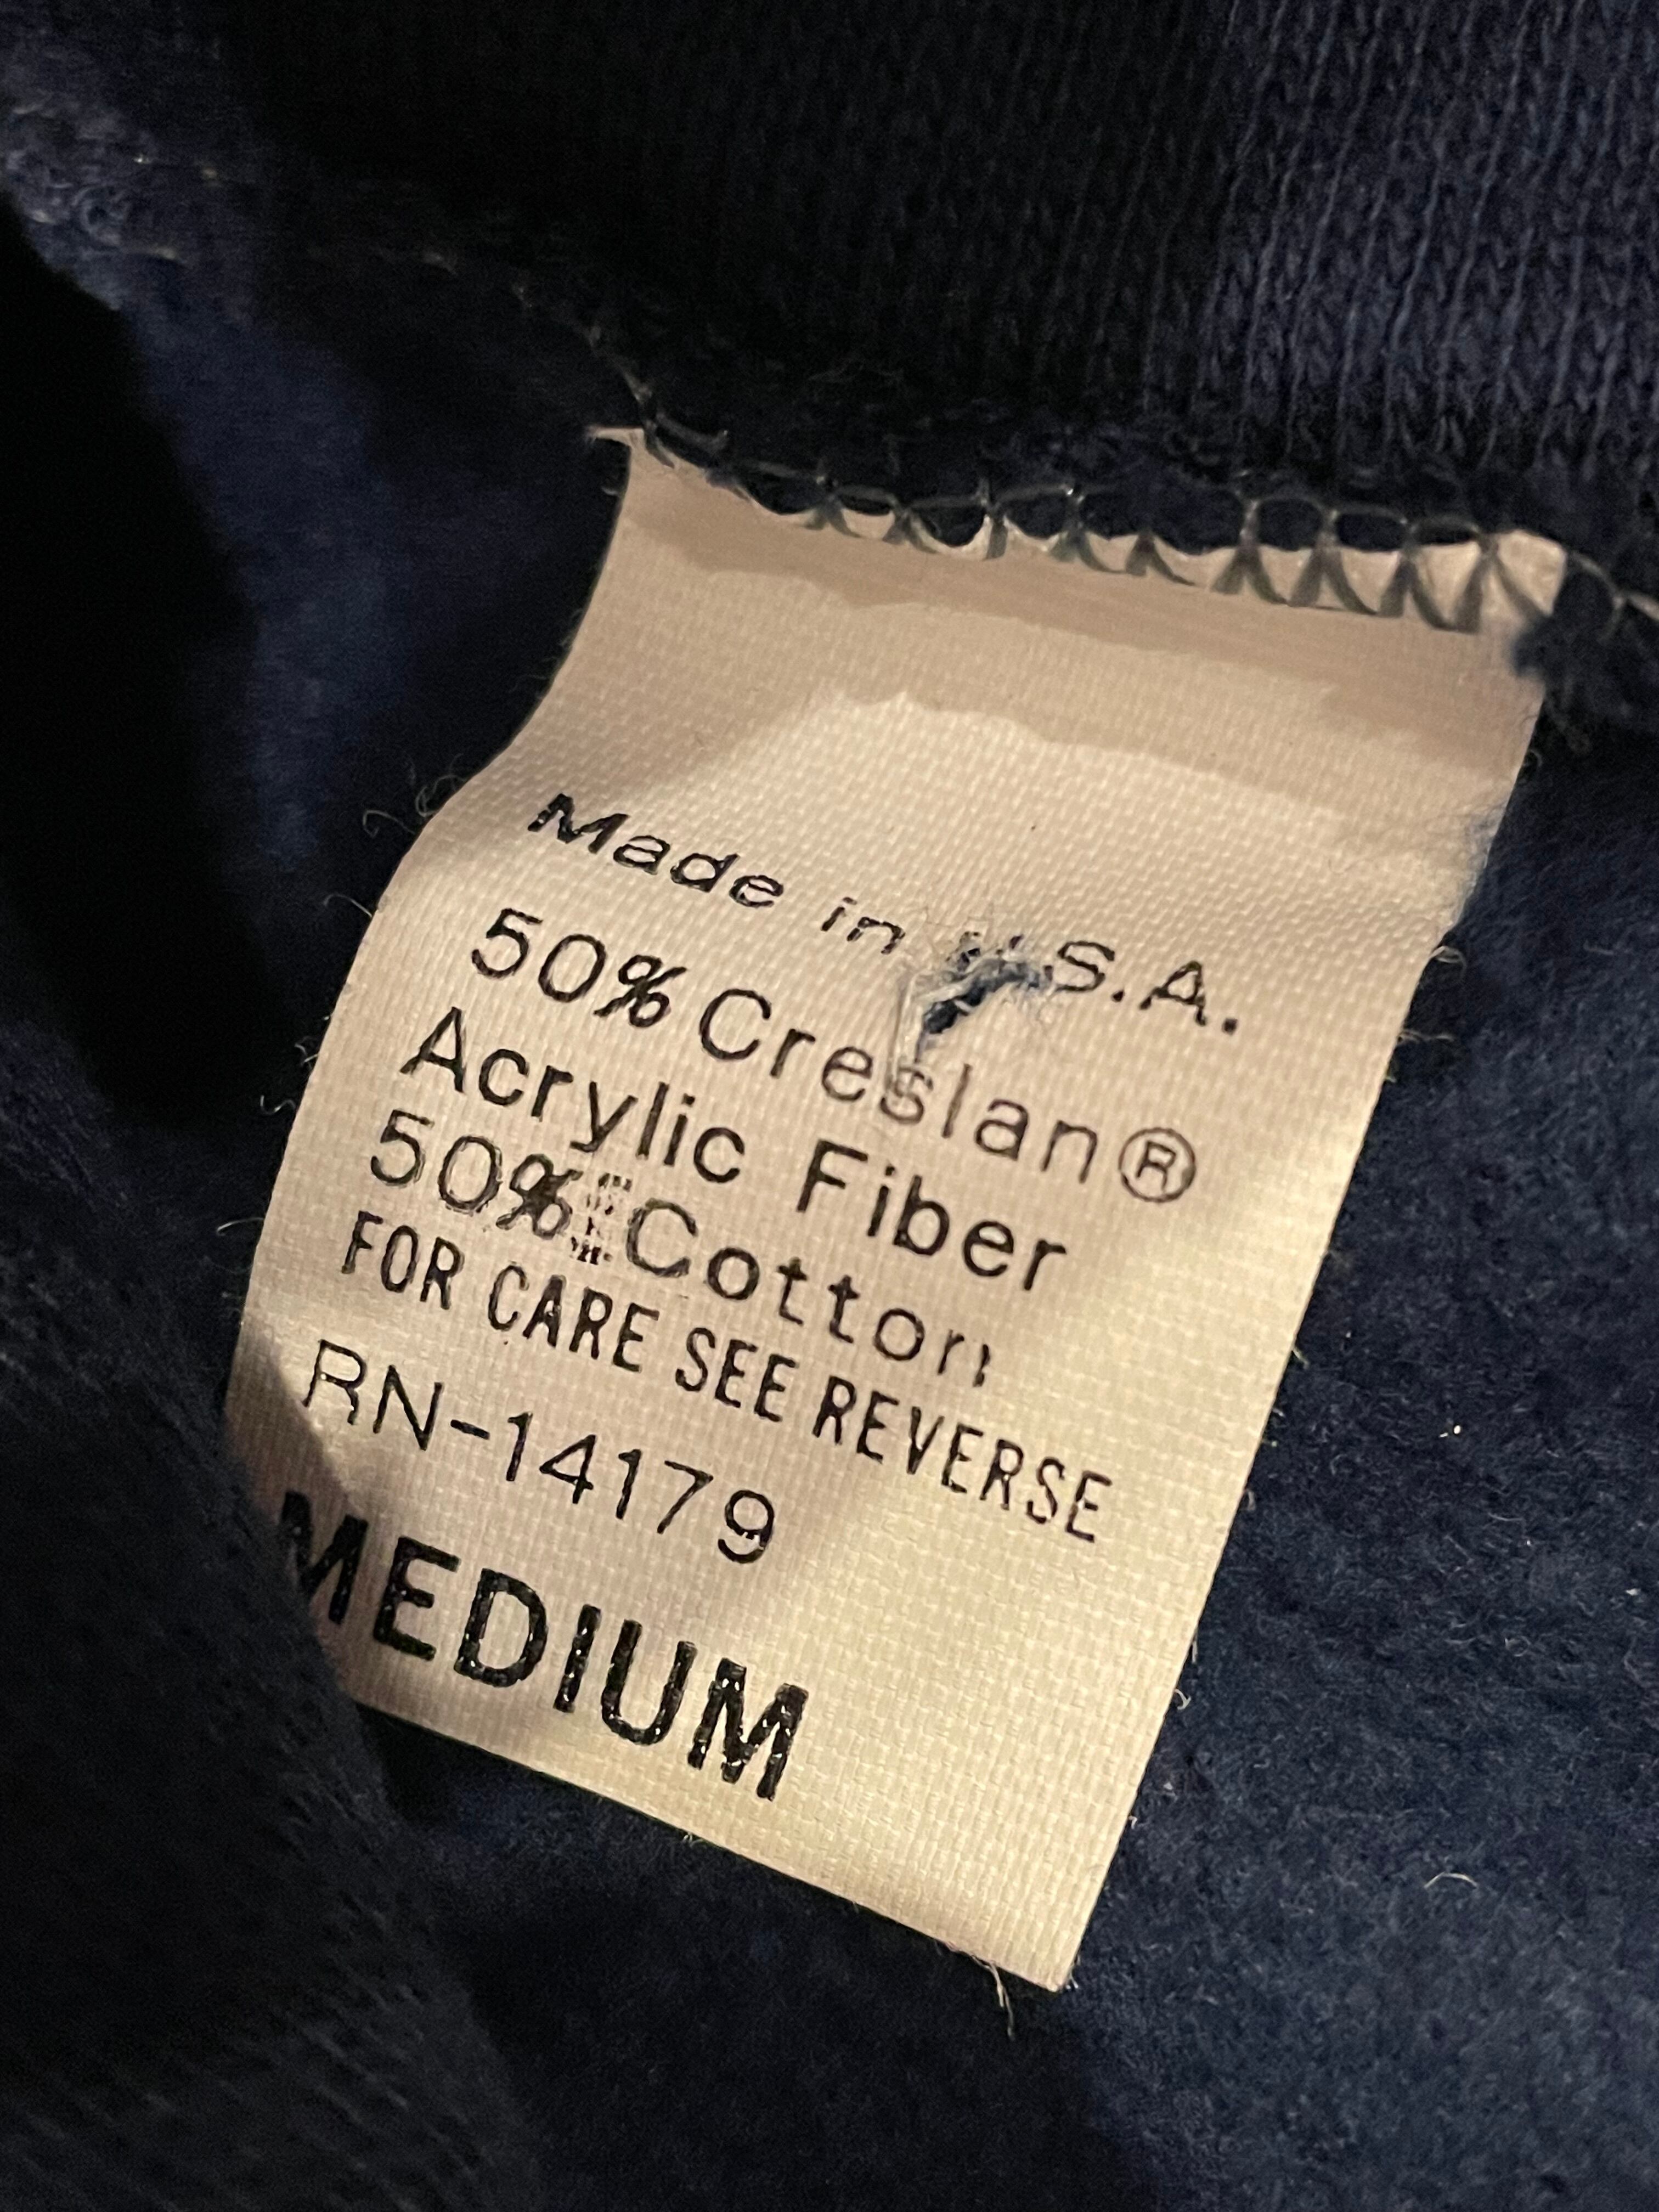 Made in U.S.A.
50% Creslan®
Acrylic Fiber
50% Cotton
FOR CARE SEE REVERSE
RN-14179
MEDIUM